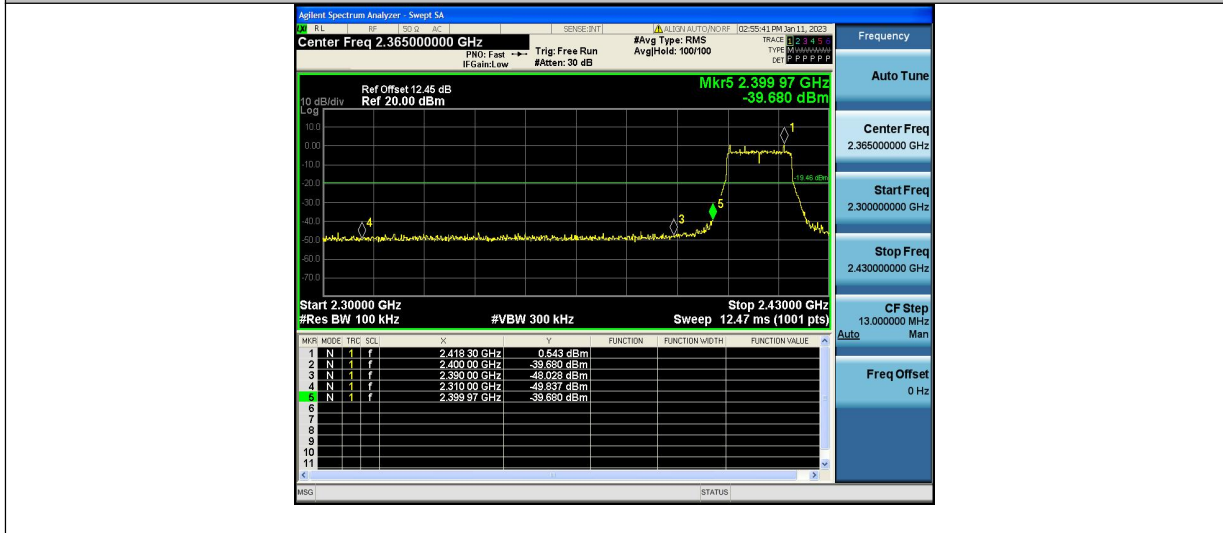 Agilent Spectrum Analyzer - Swept SA
RL RF 50 Ω AC SENSE:INT ALIGN AUTO/NO RF 02:55:41 PM Jan 11, 2023
Center Freq 2.365000000 GHz
PNO: Fast
IFGain:Low
Trig: Free Run
#Atten: 30 dB
#Avg Type: RMS
Avg|Hold: 100/100
TRACE 1 2 3 4 5 6
TYPE M
DET P P P P P P
Mkr5 2.399 97 GHz
-39.680 dBm
Ref Offset 12.45 dB
10 dB/div Ref 20.00 dBm
Log
10.0
0.00
-10.0
-20.0
-30.0
-40.0
-50.0
-60.0
-70.0
1
-19.46 dBm
5
3
4
Start 2.30000 GHz Stop 2.43000 GHz
#Res BW 100 kHz #VBW 300 kHz Sweep 12.47 ms (1001 pts)
MKR MODE TRC SCL X Y FUNCTION FUNCTION WIDTH FUNCTION VALUE
1 N 1 f 2.418 30 GHz 0.543 dBm
2 N 1 f 2.400 00 GHz -39.680 dBm
3 N 1 f 2.390 00 GHz -48.028 dBm
4 N 1 f 2.310 00 GHz -49.837 dBm
5 N 1 f 2.399 97 GHz -39.680 dBm
6
7
8
9
10
11
MSG STATUS
Frequency
Auto Tune
Center Freq
2.365000000 GHz
Start Freq
2.300000000 GHz
Stop Freq
2.430000000 GHz
CF Step
13.000000 MHz
Auto Man
Freq Offset
0 Hz